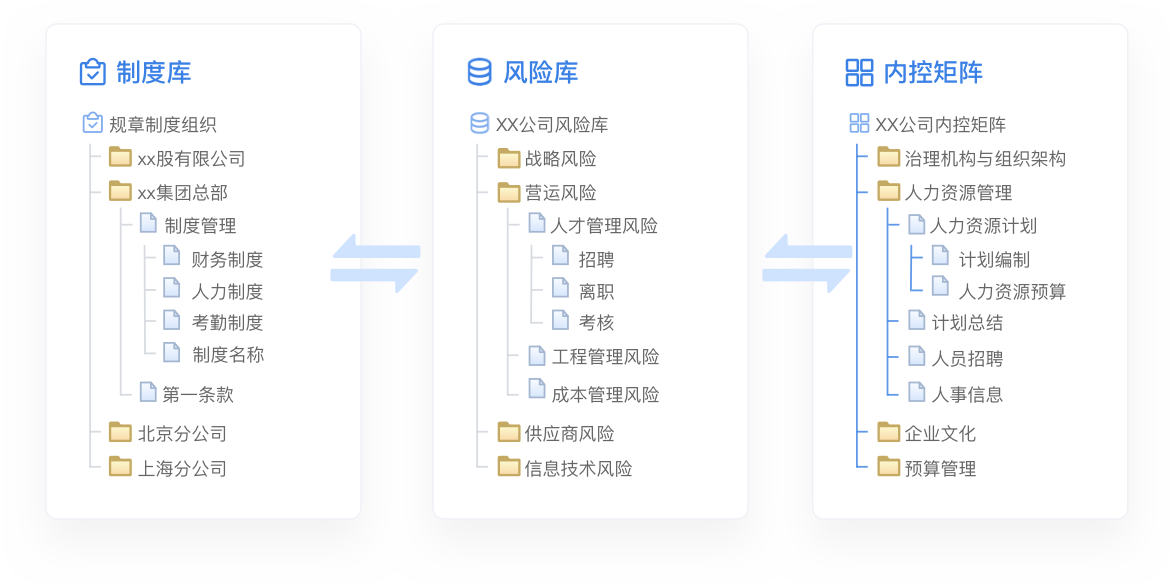 制度库
规章制度组织
xx股有限公司
xx集团总部
制度管理
财务制度
人力制度
考勤制度
制度名称
第一条款
北京分公司
上海分公司
风险库
XX公司风险库
战略风险
营运风险
人才管理风险
招聘
离职
考核
工程管理风险
成本管理风险
供应商风险
信息技术风险
内控矩阵
XX公司内控矩阵
治理机构与组织架构
人力资源管理
人力资源计划
计划编制
人力资源预算
计划总结
人员招聘
人事信息
企业文化
预算管理